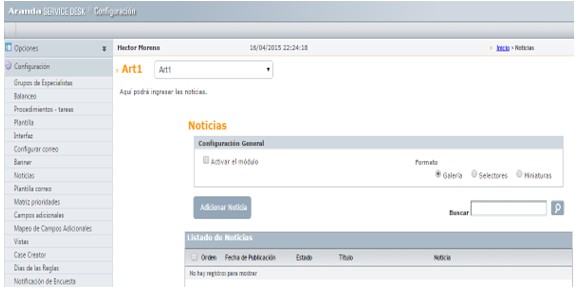 Aranda SERVICE DESK Configuración
Opciones
Configuración
Grupos de Especialistas
Balanceo
Procedimientos - tareas
Plantilla
Interfaz
Configurar correo
Banner
Noticias
Plantilla correo
Matriz prioridades
Campos adicionales
Mapeo de Campos Adicionales
Vistas
Case Creator
Dias de las Reglas
Notificación de Encuesta
Hector Moreno 16/04/2015 22:24:18 Inicio > Noticias
Art1 Art1
Aquí podrá ingresar las noticias.
Noticias
Configuración General
Activar el módulo
Formato
Galería Selectores Miniaturas
Adicionar Noticia
Buscar
Listado de Noticias
Orden Fecha de Publicación Estado Título Noticia
No hay registros para mostrar